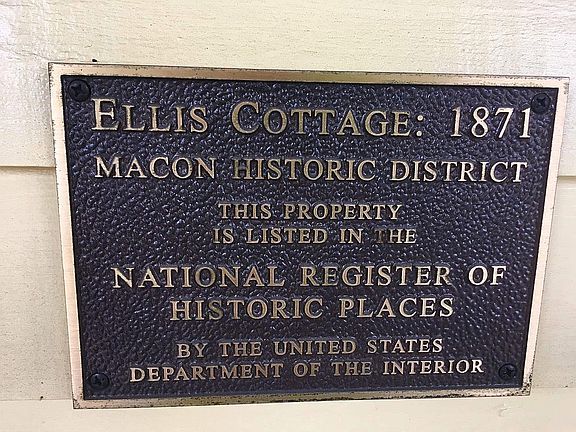 ELLIS COTTAGE: 1871
MACON HISTORIC DISTRICT
THIS PROPERTY
IS LISTED IN THE
NATIONAL REGISTER OF
HISTORIC PLACES
BY THE UNITED STATES
DEPARTMENT OF THE INTERIOR